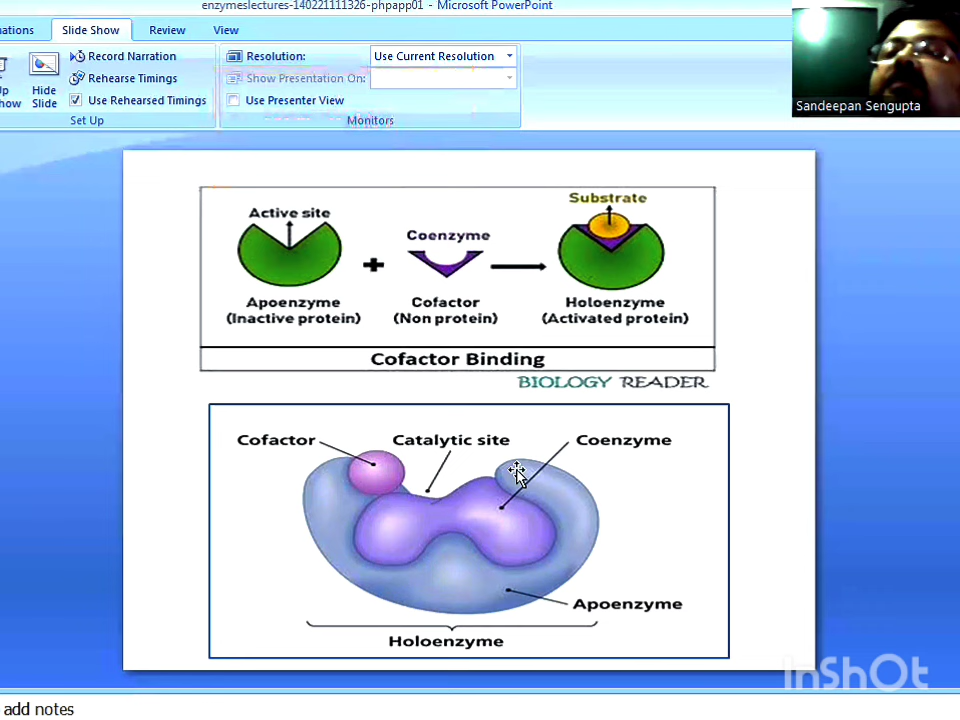 enzymeslectures-140221111326-phpapp01 - Microsoft PowerPoint
Slide Show Review View
Record Narration Resolution: Use Current Resolution
Rehearse Timings Show Presentation On:
Hide Slide Use Rehearsed Timings Use Presenter View
Set Up Monitors
Sandeepan Sengupta
Substrate
Active site
Coenzyme
+
Apoenzyme Cofactor Holoenzyme
(Inactive protein) (Non protein) (Activated protein)
Cofactor Binding
BIOLOGY READER
Cofactor Catalytic site Coenzyme
Apoenzyme
Holoenzyme
InShOt
add notes